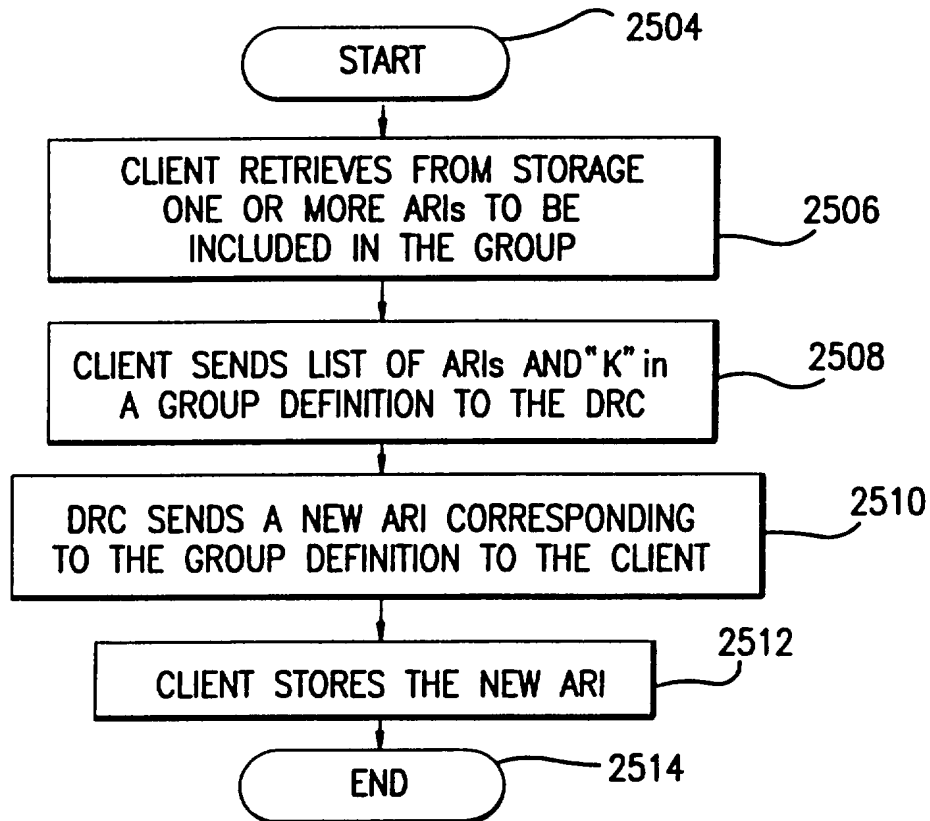 2504
START
CLIENT RETRIEVES FROM STORAGE
ONE OR MORE ARIs TO BE
INCLUDED IN THE GROUP
2506
CLIENT SENDS LIST OF ARIs AND "K" in
A GROUP DEFINITION TO THE DRC
2508
DRC SENDS A NEW ARI CORRESPONDING
TO THE GROUP DEFINITION TO THE CLIENT
2510
CLIENT STORES THE NEW ARI
2512
END
2514